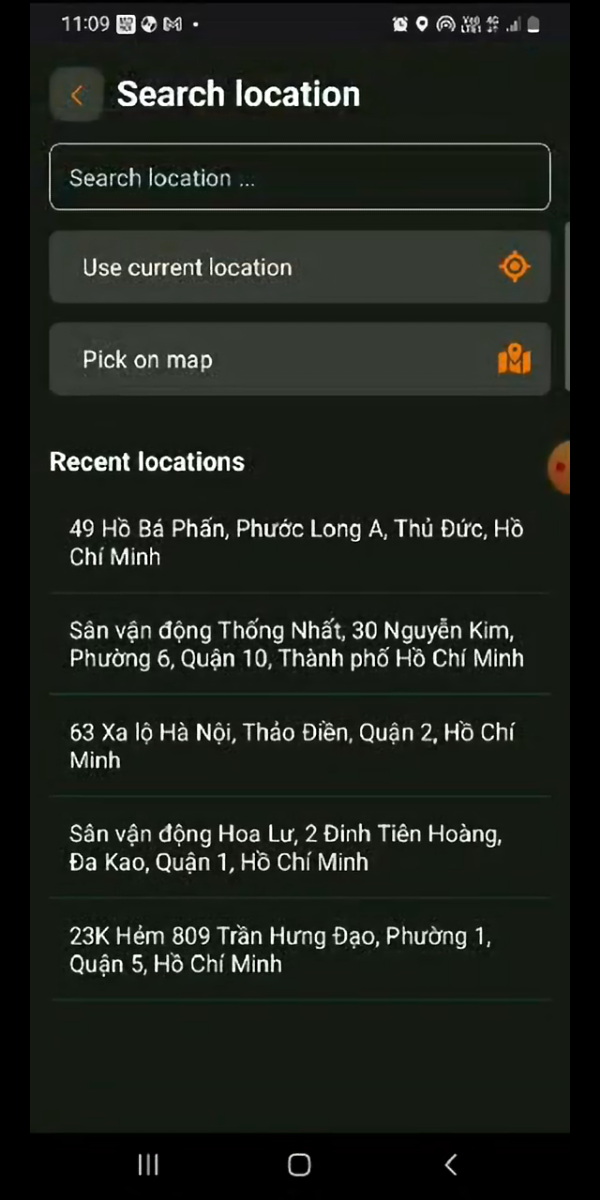 11:09
Search location
Search location ...
Use current location
Pick on map
Recent locations
49 Hồ Bá Phấn, Phước Long A, Thủ Đức, Hồ
Chí Minh
Sân vận động Thống Nhất, 30 Nguyễn Kim,
Phường 6, Quận 10, Thành phố Hồ Chí Minh
63 Xa lộ Hà Nội, Thảo Điền, Quận 2, Hồ Chí
Minh
Sân vận động Hoa Lư, 2 Đinh Tiên Hoàng,
Đa Kao, Quận 1, Hồ Chí Minh
23K Hẻm 809 Trần Hưng Đạo, Phường 1,
Quận 5, Hồ Chí Minh